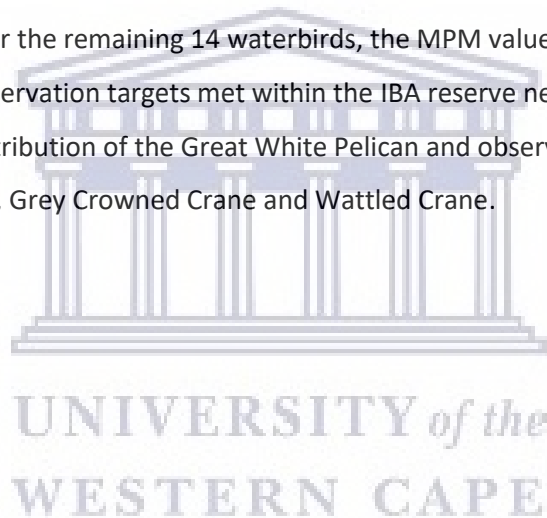 r the remaining 14 waterbirds, the MPM value
ervation targets met within the IBA reserve ne
tribution of the Great White Pelican and observ
Grey Crowned Crane and Wattled Crane.
UNIVERSITY of the
WESTERN CAPE